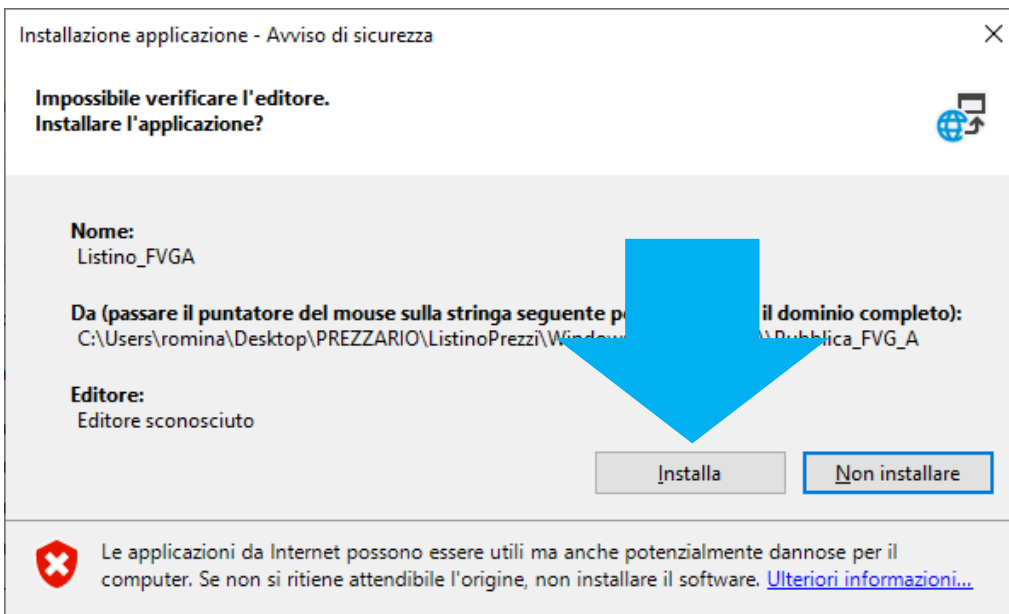 Installazione applicazione - Avviso di sicurezza
Impossibile verificare l'editore.
Installare l'applicazione?
Nome:
Listino_FVGA
Da (passare il puntatore del mouse sulla stringa seguente il dominio completo):
C:\Users\romina\Desktop\PREZZARIO\ListinoPrezzi\ \Pubblica_FVG_A
Editore:
Editore sconosciuto
Installa Non installare
Le applicazioni da Internet possono essere utili ma anche potenzialmente dannose per il
computer. Se non si ritiene attendibile l'origine, non installare il software. Ulteriori informazioni...